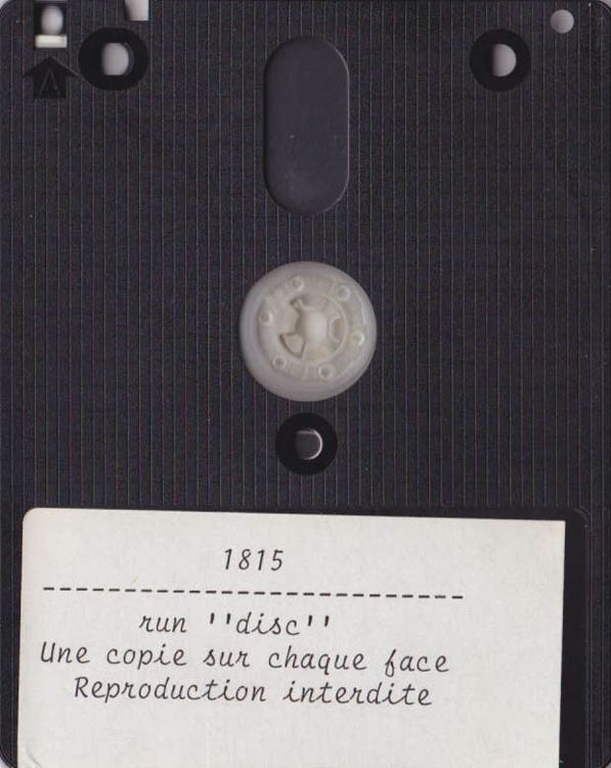 A
1815
--------------------------
run ''disc''
Une copie sur chaque face
Reproduction interdite